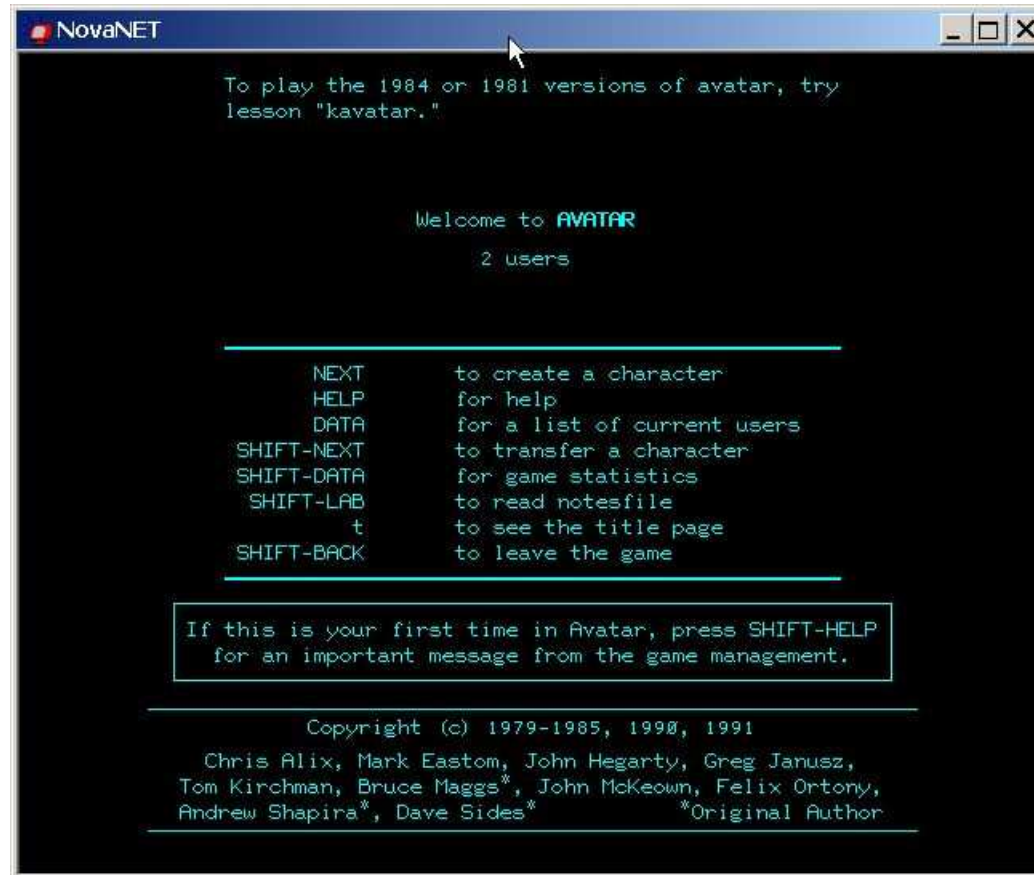 NovaNET
To play the 1984 or 1981 versions of avatar, try
lesson "kavatar."
Welcome to AVATAR
2 users
NEXT to create a character
HELP for help
DATA for a list of current users
SHIFT-NEXT to transfer a character
SHIFT-DATA for game statistics
SHIFT-LAB to read notesfile
t to see the title page
SHIFT-BACK to leave the game
If this is your first time in Avatar, press SHIFT-HELP
for an important message from the game management.
Copyright (c) 1979-1985, 1990, 1991
Chris Alix, Mark Eastom, John Hegarty, Greg Janusz,
Tom Kirchman, Bruce Maggs*, John McKeown, Felix Ortony,
Andrew Shapira*, Dave Sides* *Original Author